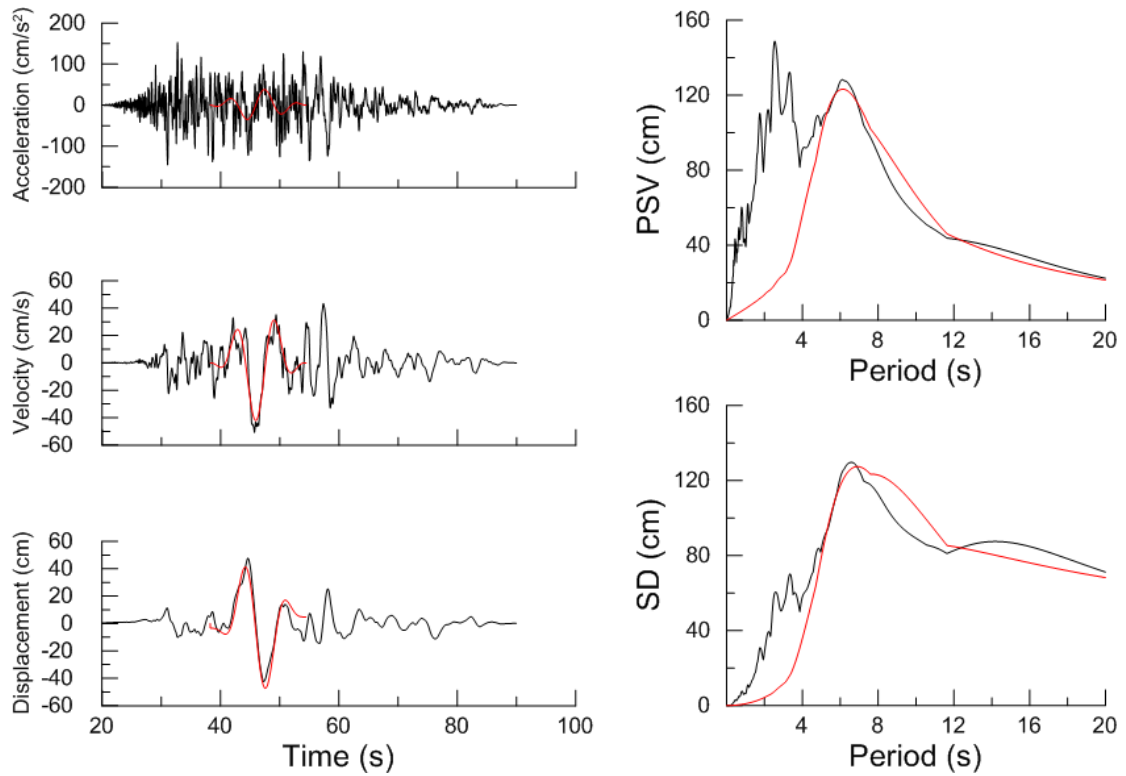 200
100
0
-100
-200
Acceleration (cm/s²)
60
40
20
0
-20
-40
-60
Velocity (cm/s)
60
40
20
0
-20
-40
-60
Displacement (cm)
20 40 60 80 100
Time (s)
160
120
80
40
0
PSV (cm)
4 8 12 16 20
Period (s)
160
120
80
40
0
SD (cm)
4 8 12 16 20
Period (s)